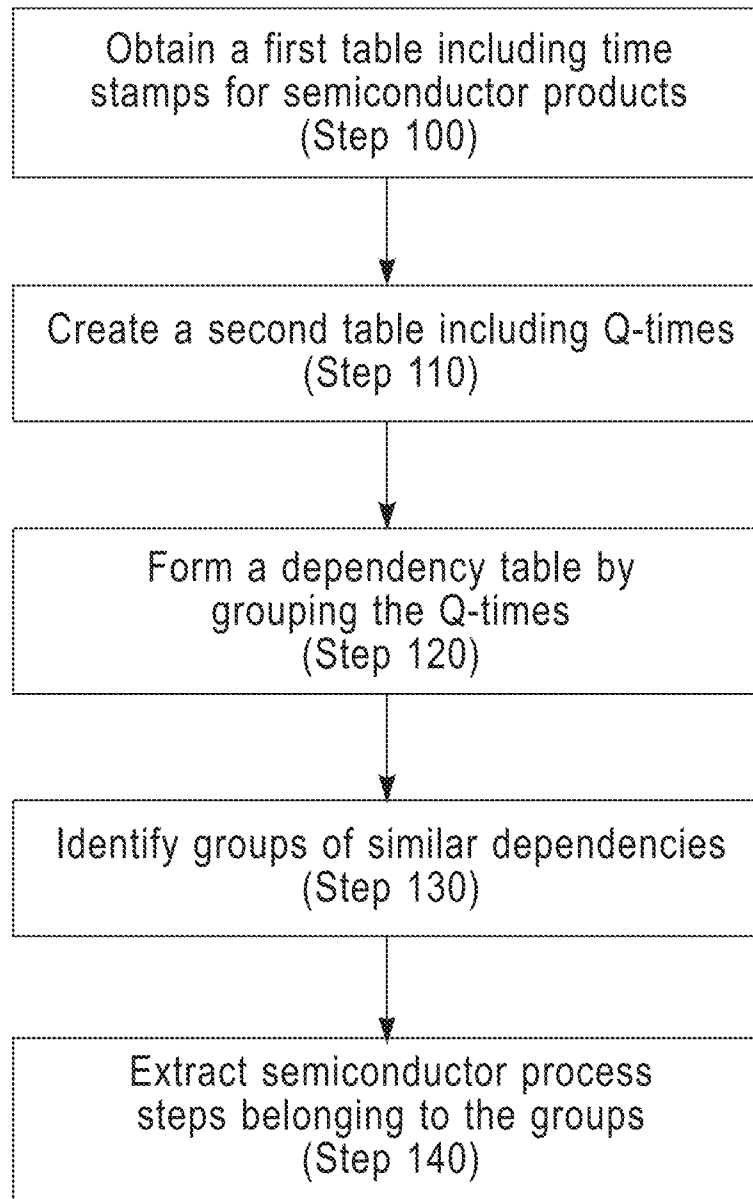 Obtain a first table including time
stamps for semiconductor products
(Step 100)
Create a second table including Q-times
(Step 110)
Form a dependency table by
grouping the Q-times
(Step 120)
Identify groups of similar dependencies
(Step 130)
Extract semiconductor process
steps belonging to the groups
(Step 140)